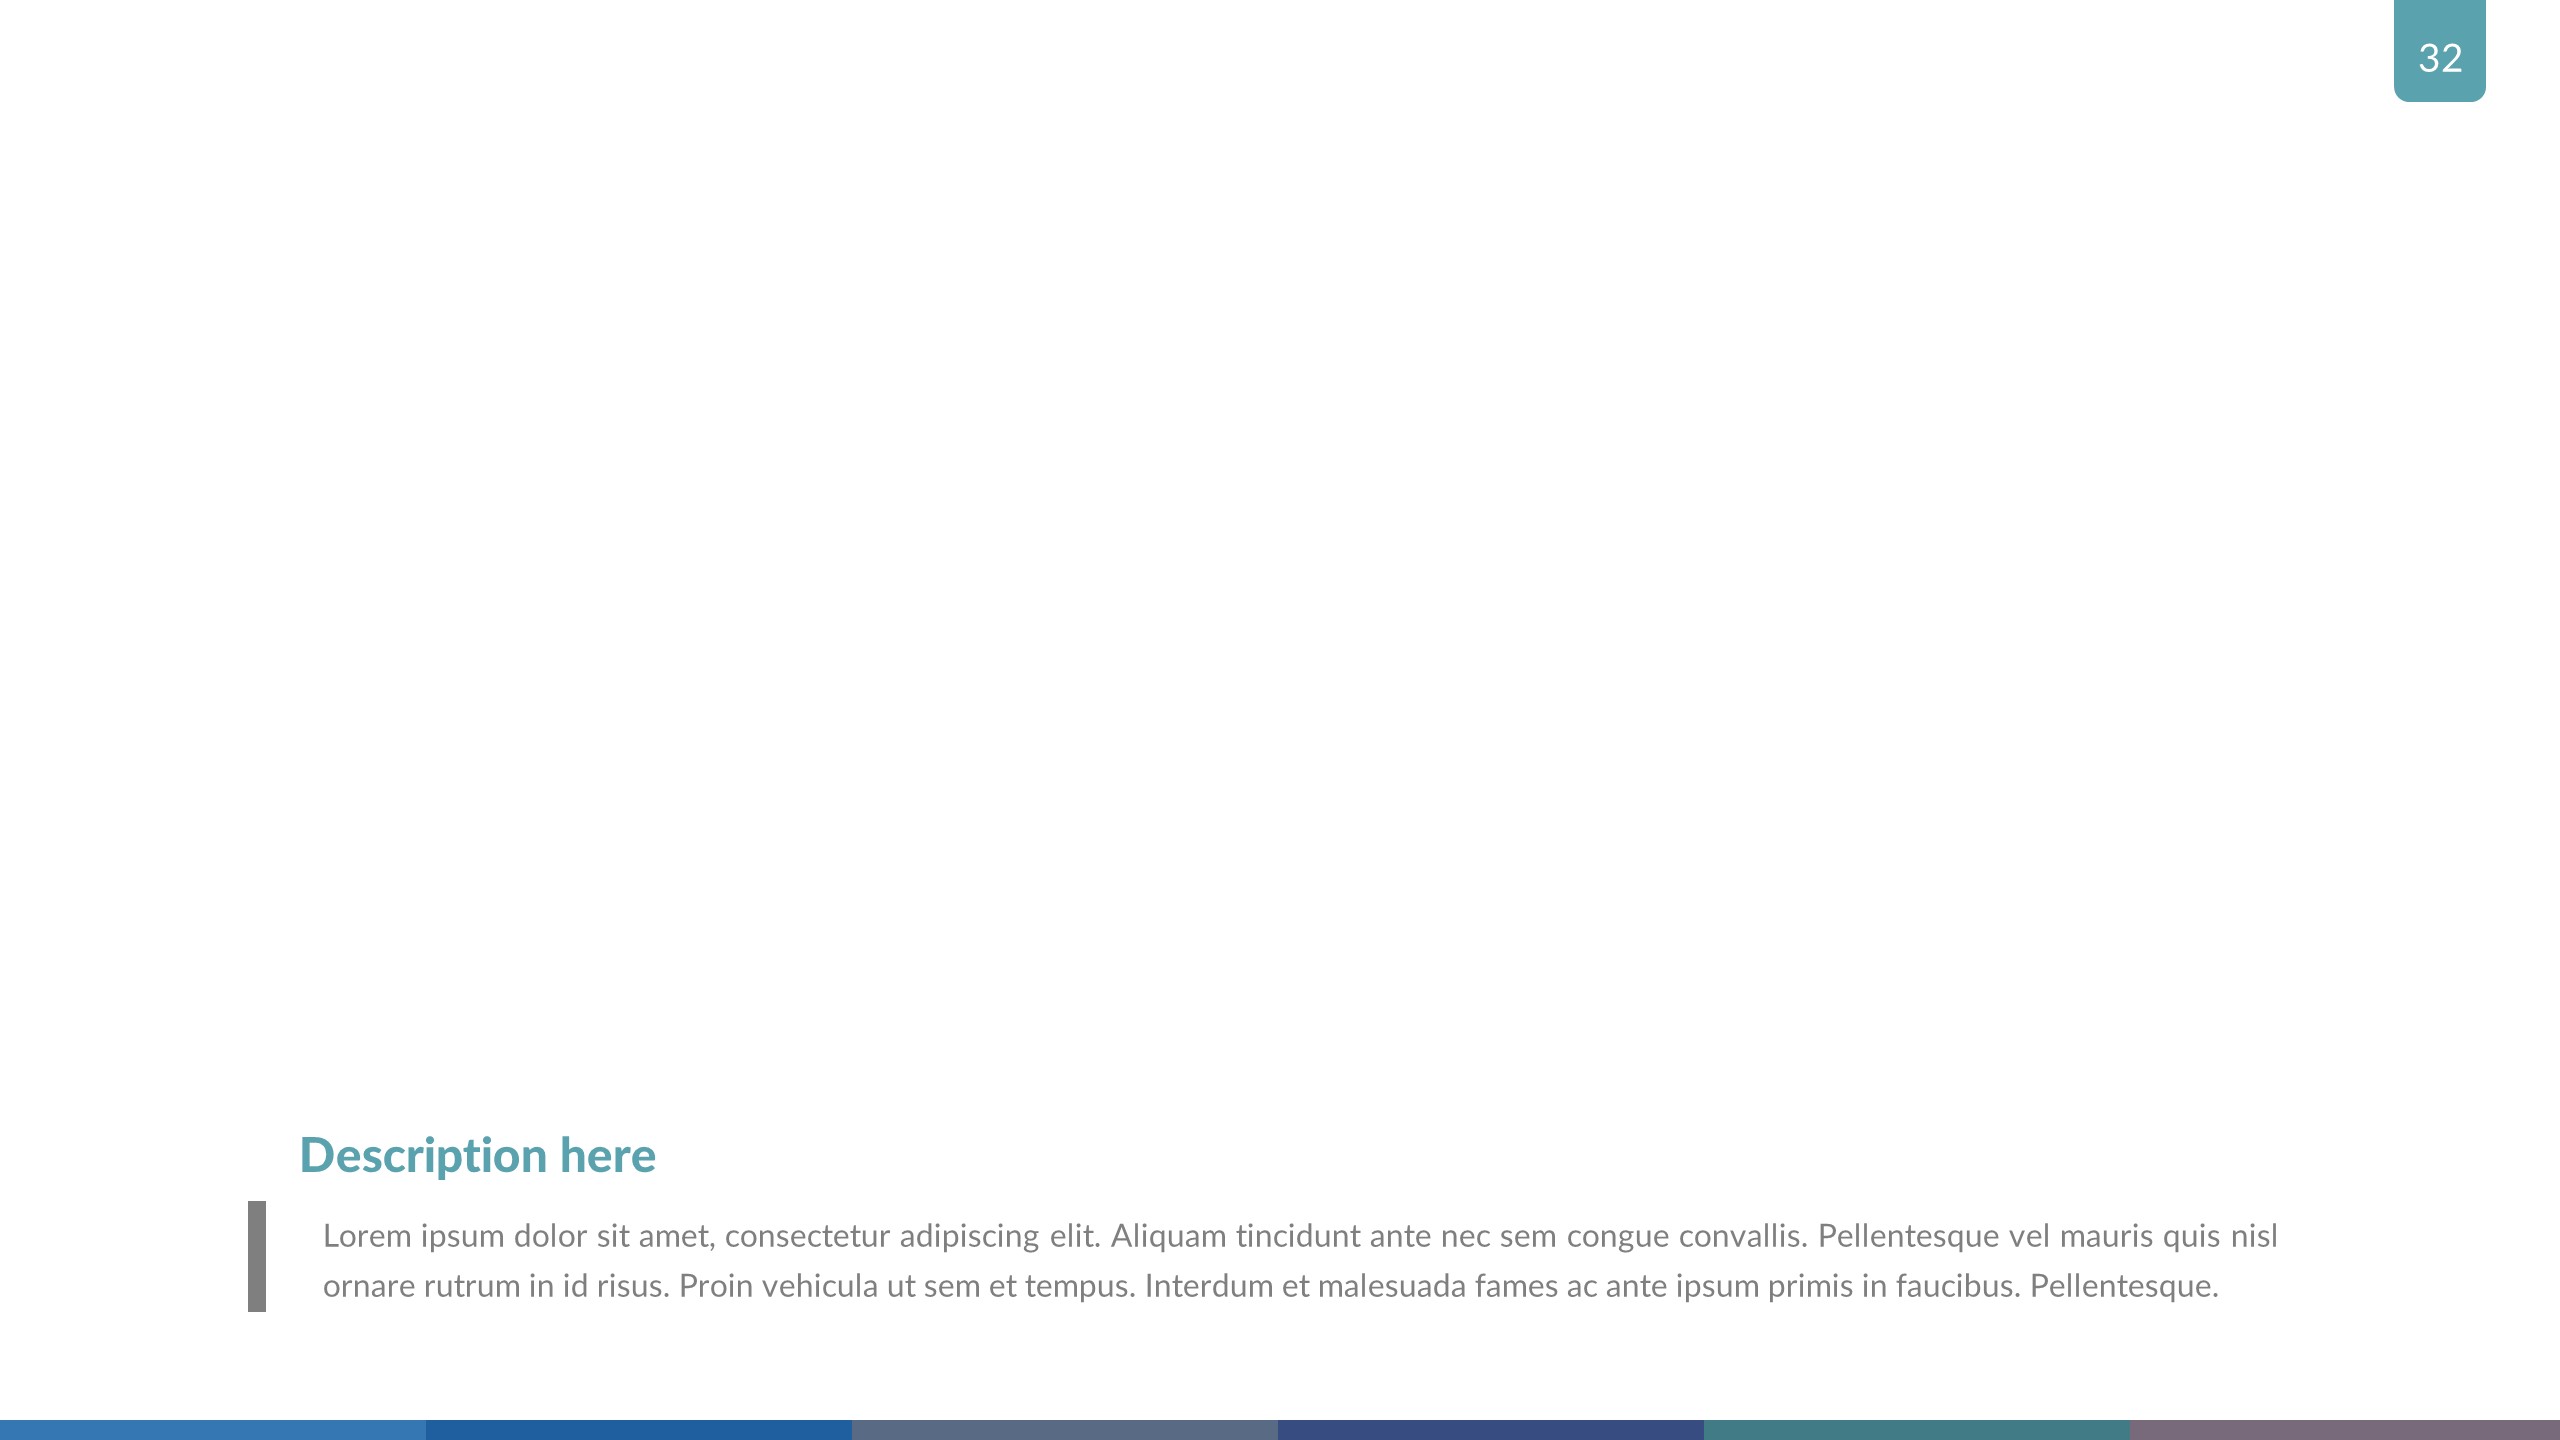 32
Description here
Lorem ipsum dolor sit amet, consectetur adipiscing elit. Aliquam tincidunt ante nec sem congue convallis. Pellentesque vel mauris quis nisl
ornare rutrum in id risus. Proin vehicula ut sem et tempus. Interdum et malesuada fames ac ante ipsum primis in faucibus. Pellentesque.